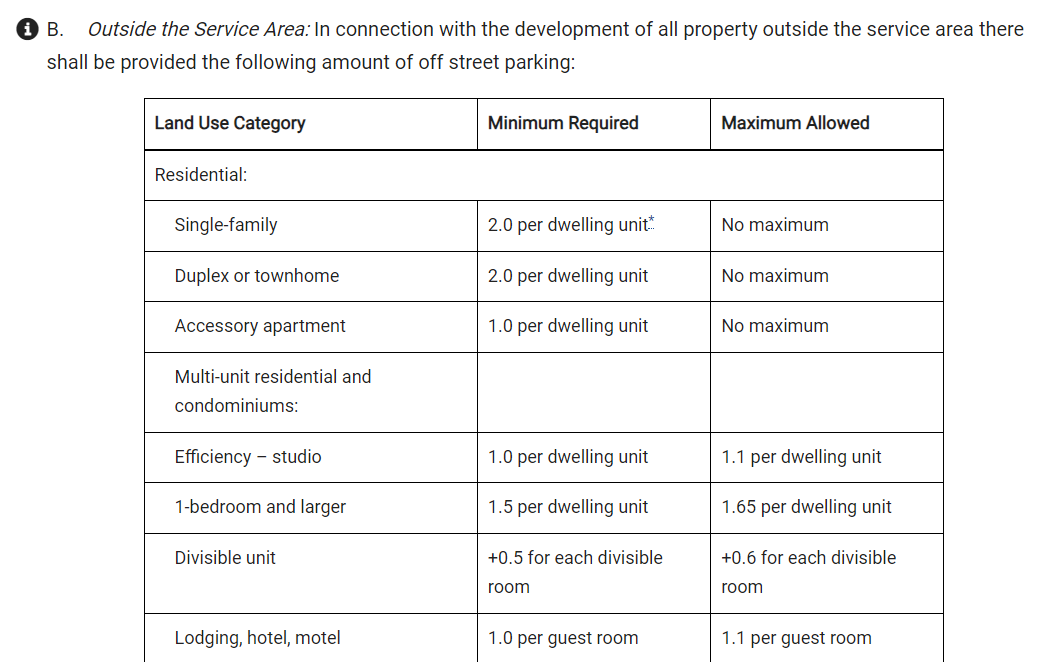 B. Outside the Service Area: In connection with the development of all property outside the service area there
shall be provided the following amount of off street parking:
Land Use Category Minimum Required Maximum Allowed
Residential:
Single-family 2.0 per dwelling unit* No maximum
Duplex or townhome 2.0 per dwelling unit No maximum
Accessory apartment 1.0 per dwelling unit No maximum
Multi-unit residential and
condominiums:
Efficiency – studio 1.0 per dwelling unit 1.1 per dwelling unit
1-bedroom and larger 1.5 per dwelling unit 1.65 per dwelling unit
Divisible unit +0.5 for each divisible +0.6 for each divisible
room room
Lodging, hotel, motel 1.0 per guest room 1.1 per guest room